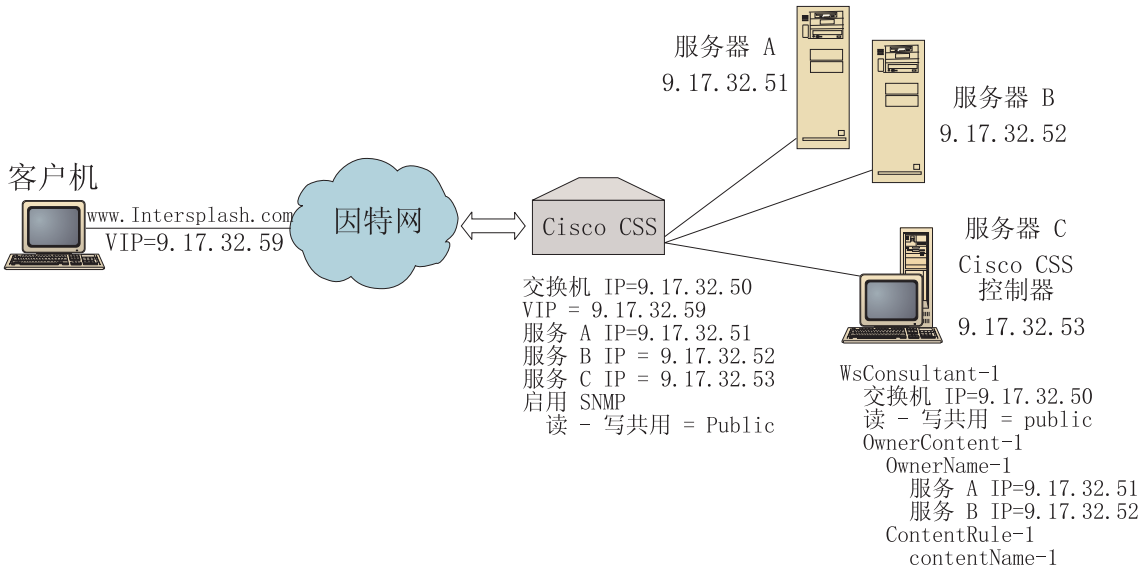 客户机
www.Intersplash.com
VIP=9.17.32.59
因特网
Cisco CSS
交换机 IP=9.17.32.50
VIP = 9.17.32.59
服务 A IP=9.17.32.51
服务 B IP = 9.17.32.52
服务 C IP = 9.17.32.53
启用 SNMP
读 - 写共用 = Public
服务器 A
9.17.32.51
服务器 B
9.17.32.52
服务器 C
Cisco CSS
控制器
9.17.32.53
WsConsultant-1
交换机 IP=9.17.32.50
读 - 写共用 = public
OwnerContent-1
OwnerName-1
服务 A IP=9.17.32.51
服务 B IP=9.17.32.52
ContentRule-1
contentName-1